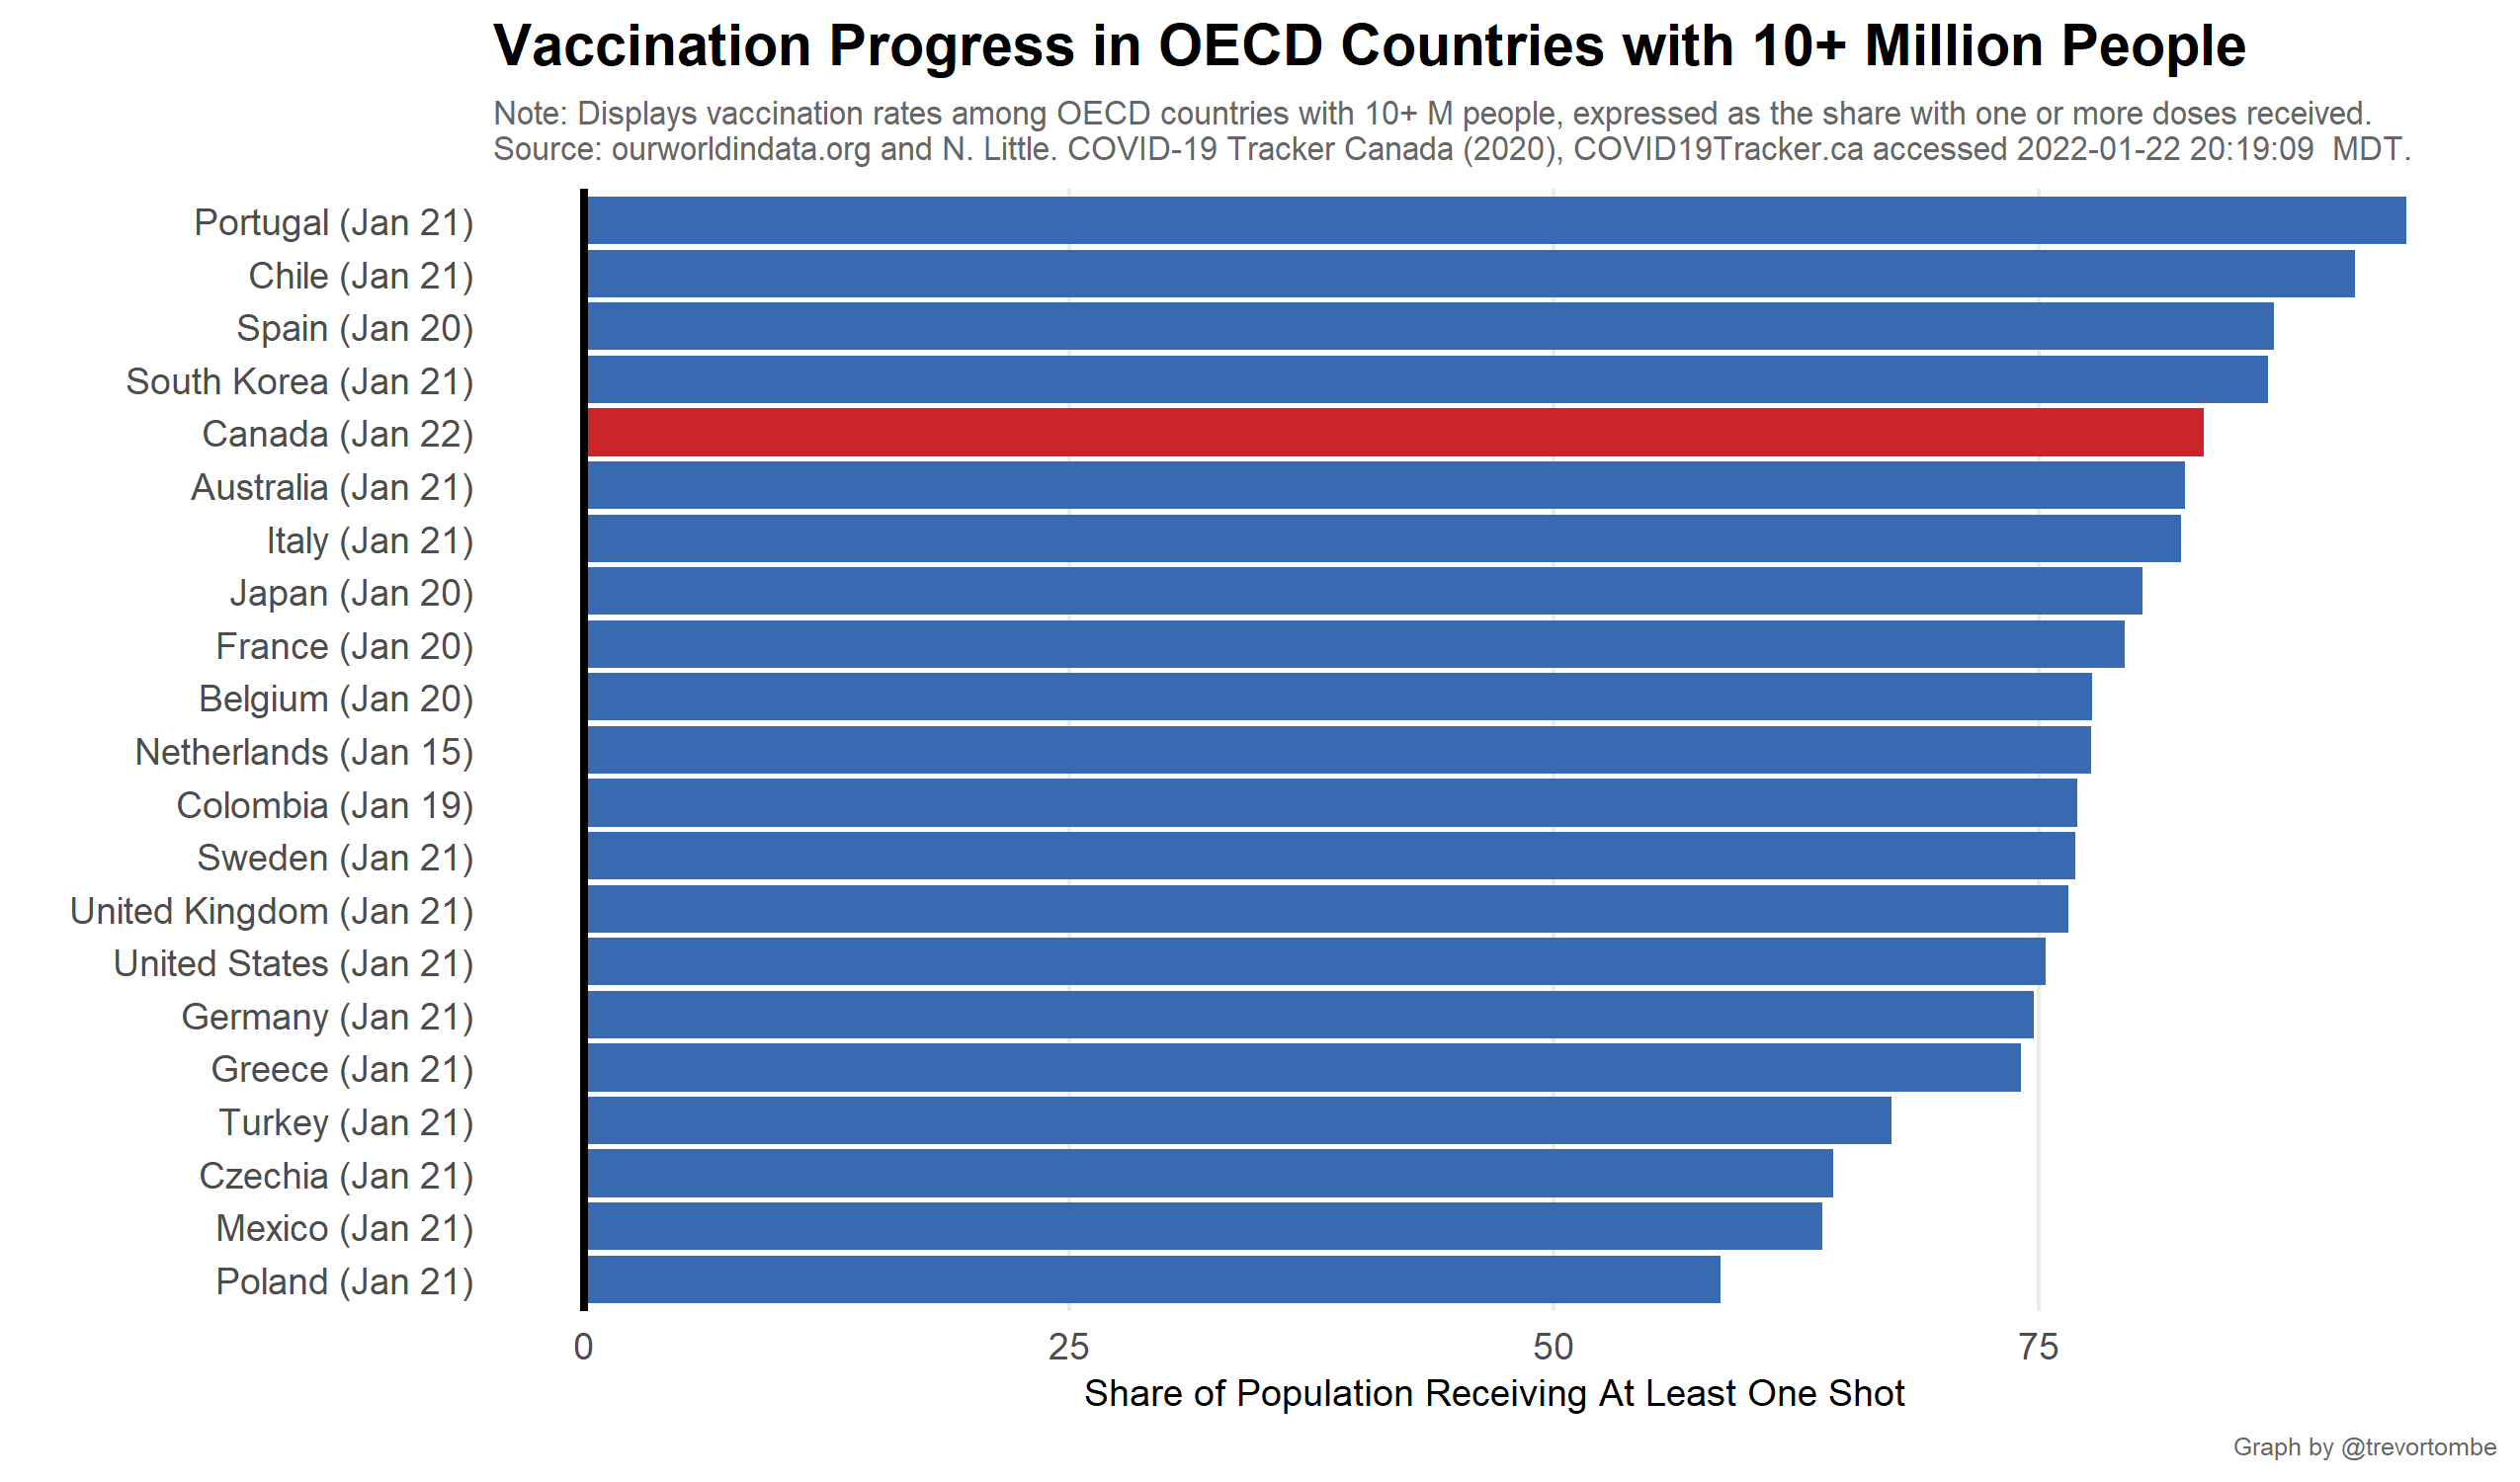 Vaccination Progress in OECD Countries with 10+ Million People
Note: Displays vaccination rates among OECD countries with 10+ M people, expressed as the share with one or more doses received.
Source: ourworldindata.org and N. Little. COVID-19 Tracker Canada (2020), COVID19Tracker.ca accessed 2022-01-22 20:19:09  MDT.
Portugal (Jan 21)
Chile (Jan 21)
Spain (Jan 20)
South Korea (Jan 21)
Canada (Jan 22)
Australia (Jan 21)
Italy (Jan 21)
Japan (Jan 20)
France (Jan 20)
Belgium (Jan 20)
Netherlands (Jan 15)
Colombia (Jan 19)
Sweden (Jan 21)
United Kingdom (Jan 21)
United States (Jan 21)
Germany (Jan 21)
Greece (Jan 21)
Turkey (Jan 21)
Czechia (Jan 21)
Mexico (Jan 21)
Poland (Jan 21)
0 25 50 75
Share of Population Receiving At Least One Shot
Graph by @trevortombe